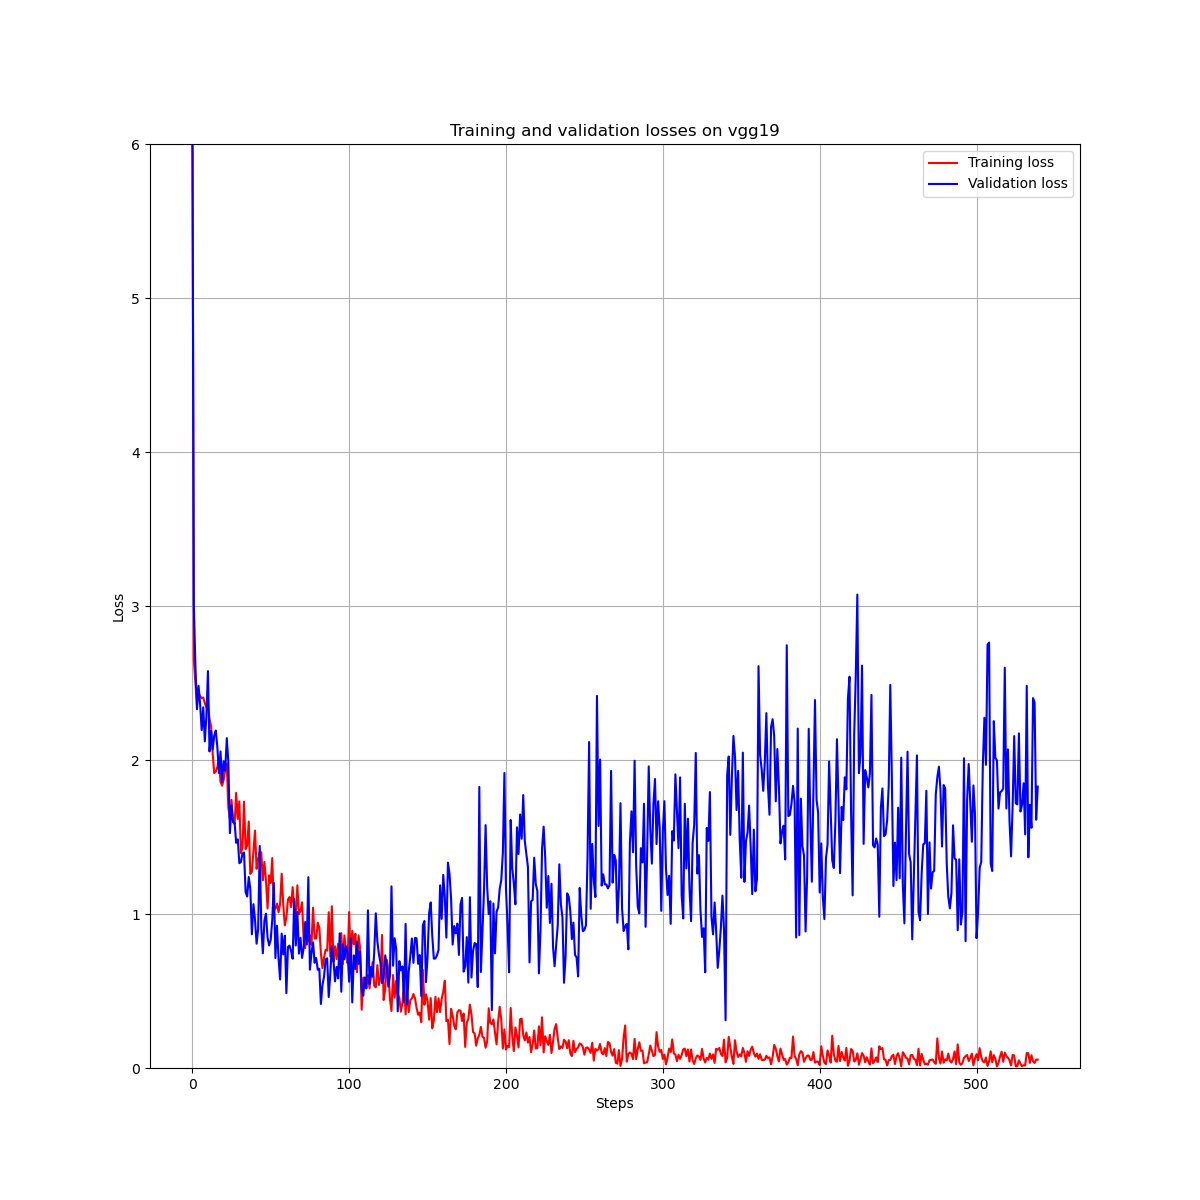 Training and validation losses on vgg19
6
5
4
3
2
1
0
Loss
Training loss
Validation loss
0
100
200
300
400
500
Steps